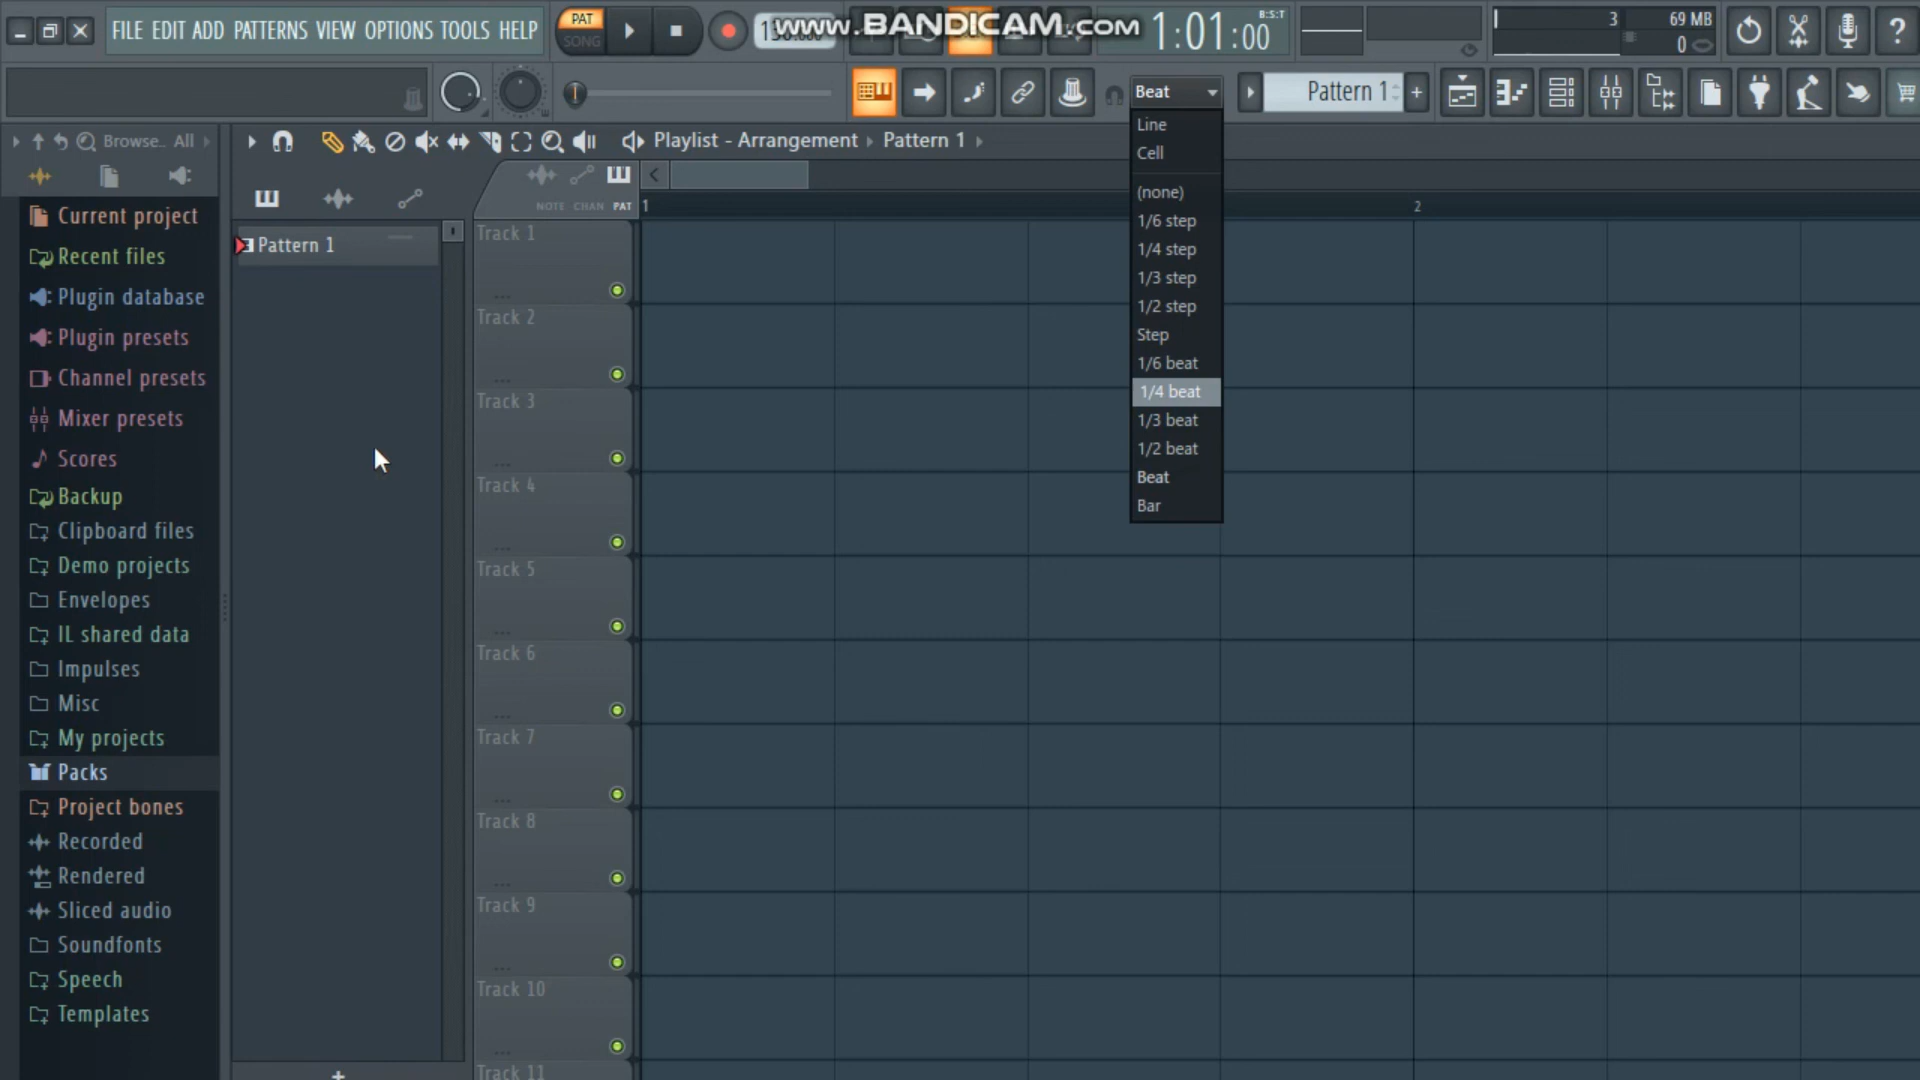 FILE EDIT ADD PATTERNS VIEW OPTIONS TOOLS HELP
PAT
SONG
www.BANDICAM.com
1:01:00
B:S:T
3
69 MB
0
?
Beat
Pattern 1
+
Browse.. All
Playlist - Arrangement
Pattern 1
NOTE CHAN PAT
1
2
Line
Cell
(none)
1/6 step
1/4 step
1/3 step
1/2 step
Step
1/6 beat
1/4 beat
1/3 beat
1/2 beat
Beat
Bar
Current project
Recent files
Plugin database
Plugin presets
Channel presets
Mixer presets
Scores
Backup
Clipboard files
Demo projects
Envelopes
IL shared data
Impulses
Misc
My projects
Packs
Project bones
Recorded
Rendered
Sliced audio
Soundfonts
Speech
Templates
Pattern 1
+
Track 1
Track 2
Track 3
Track 4
Track 5
Track 6
Track 7
Track 8
Track 9
Track 10
Track 11